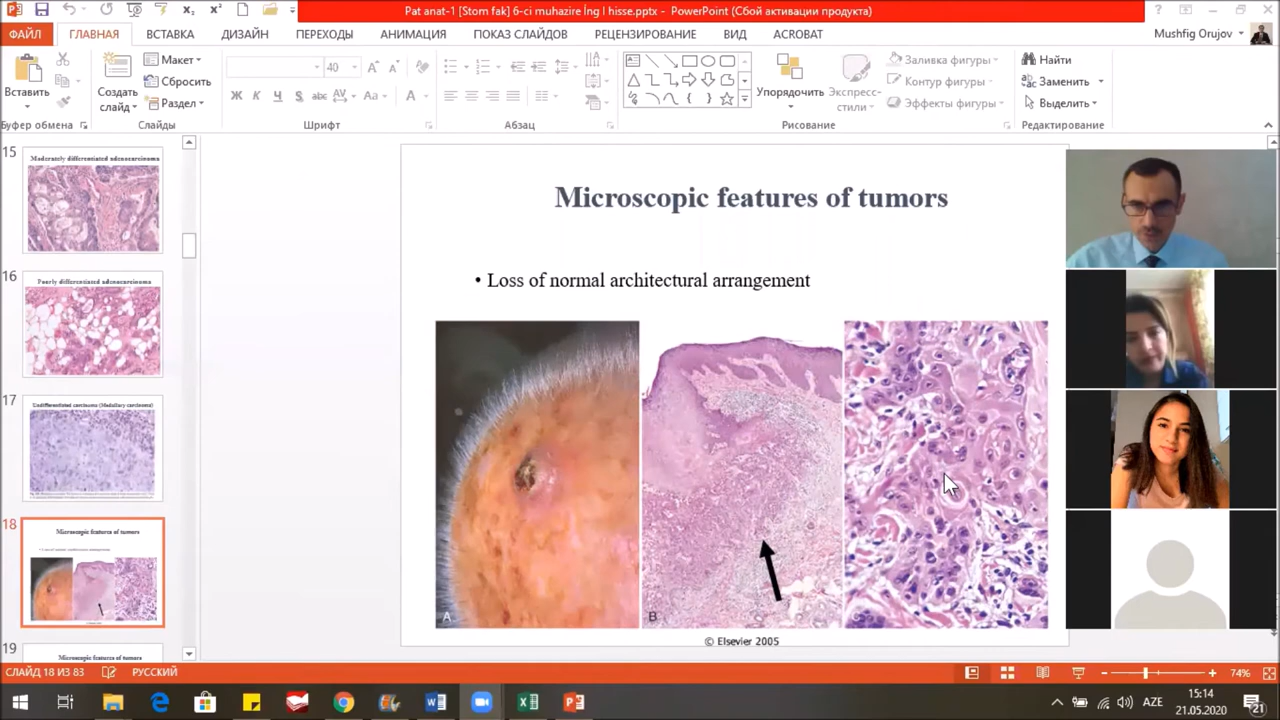 Pat anat-1 [Stom fak] 6-ci muhazire İng I hisse.pptx - PowerPoint (Сбой активации продукта)
ФАЙЛ ГЛАВНАЯ ВСТАВКА ДИЗАЙН ПЕРЕХОДЫ АНИМАЦИЯ ПОКАЗ СЛАЙДОВ РЕЦЕНЗИРОВАНИЕ ВИД ACROBAT Mushfig Orujov
Вставить
Создать слайд
Макет
Сбросить
Раздел
40
Ж К Ч S abc AV Aa A
Упорядочить
Экспресс-стили
Заливка фигуры
Контур фигуры
Эффекты фигуры
Найти
Заменить
Выделить
Буфер обмена Слайды Шрифт Абзац Рисование Редактирование
15
Moderately differentiated adenocarcinoma
16
Poorly differentiated adenocarcinoma
17
Undifferentiated carcinoma (Medullary carcinoma)
18
Microscopic features of tumors
19
Microscopic features of tumors
Microscopic features of tumors
• Loss of normal architectural arrangement
A B C
© Elsevier 2005
СЛАЙД 18 ИЗ 83 РУССКИЙ 74%
AZE
15:14
21.05.2020
21